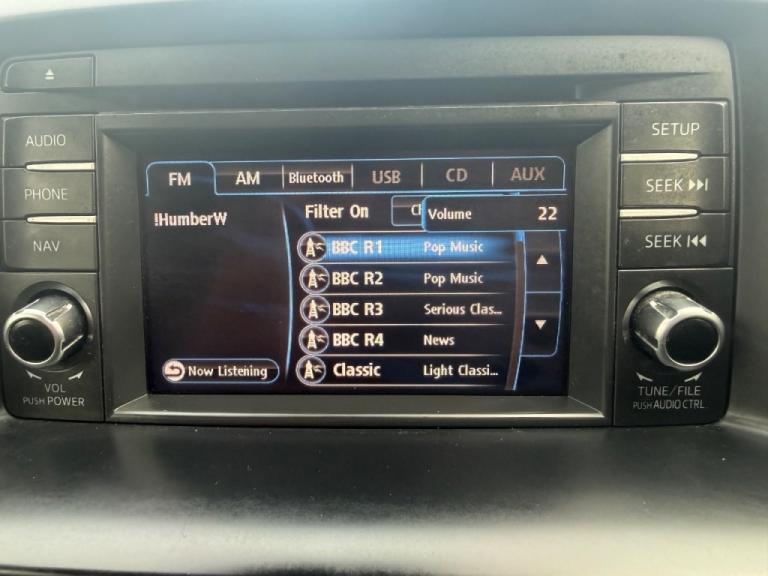 AUDIO
PHONE
NAV
VOL
PUSH POWER
FM AM Bluetooth USB CD AUX
!HumberW
Filter On
Volume 22
BBC R1 Pop Music
BBC R2 Pop Music
BBC R3 Serious Clas...
BBC R4 News
Classic Light Classi...
Now Listening
SETUP
SEEK
SEEK
TUNE/FILE
PUSH AUDIO CTRL